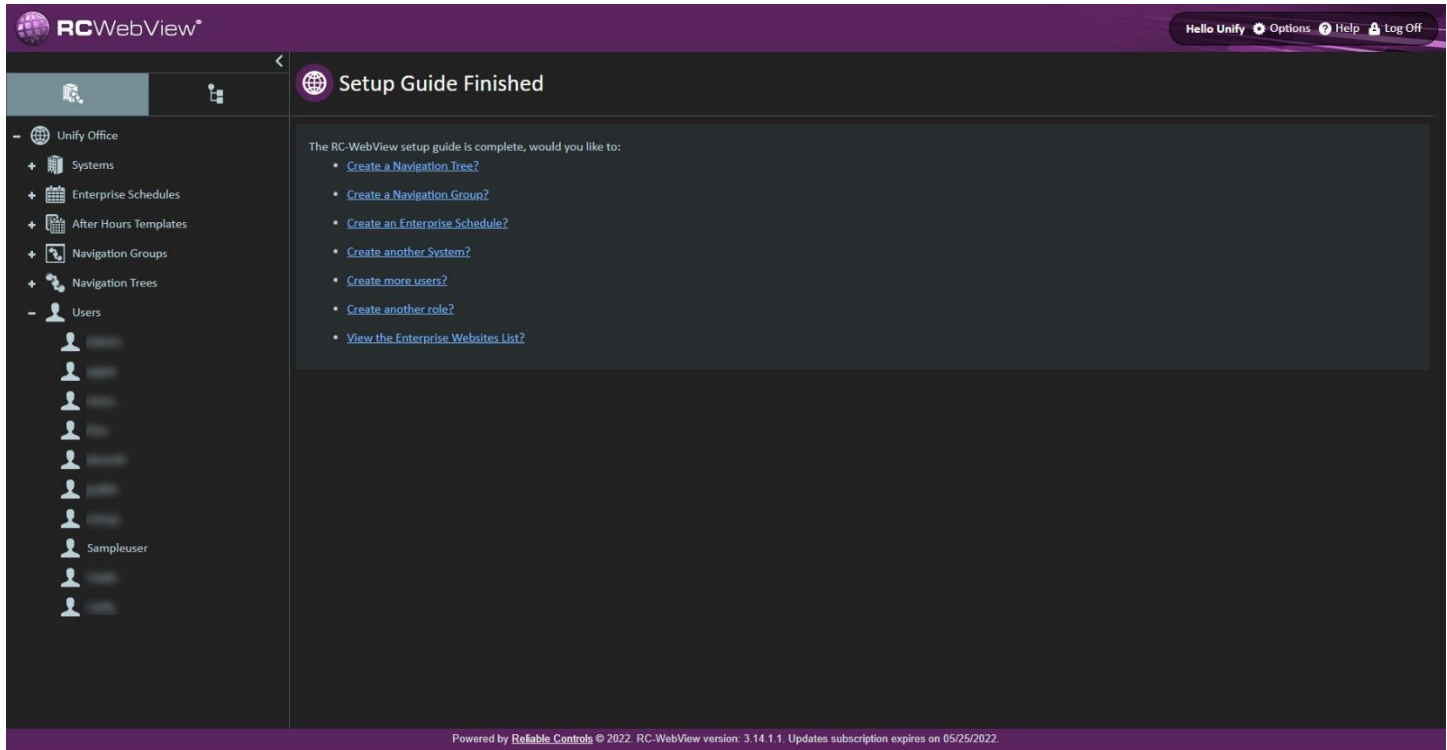 RCWebView®
Hello Unify Options Help Log Off
Setup Guide Finished
Unify Office
Systems
Enterprise Schedules
After Hours Templates
Navigation Groups
Navigation Trees
Users
Sampleuser
The RC-WebView setup guide is complete, would you like to:
Create a Navigation Tree?
Create a Navigation Group?
Create an Enterprise Schedule?
Create another System?
Create more users?
Create another role?
View the Enterprise Websites List?
Powered by Reliable Controls © 2022. RC-WebView version: 3.14.1.1. Updates subscription expires on 05/25/2022.